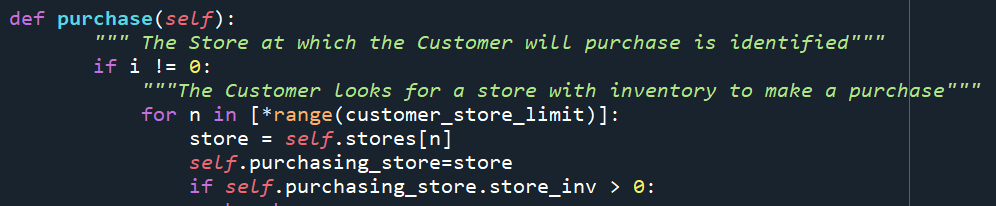 def purchase(self):
""" The Store at which the Customer will purchase is identified"""
if i != 0:
"""The Customer looks for a store with inventory to make a purchase"""
for n in [*range(customer_store_limit)]:
store = self.stores[n]
self.purchasing_store=store
if self.purchasing_store.store_inv > 0: